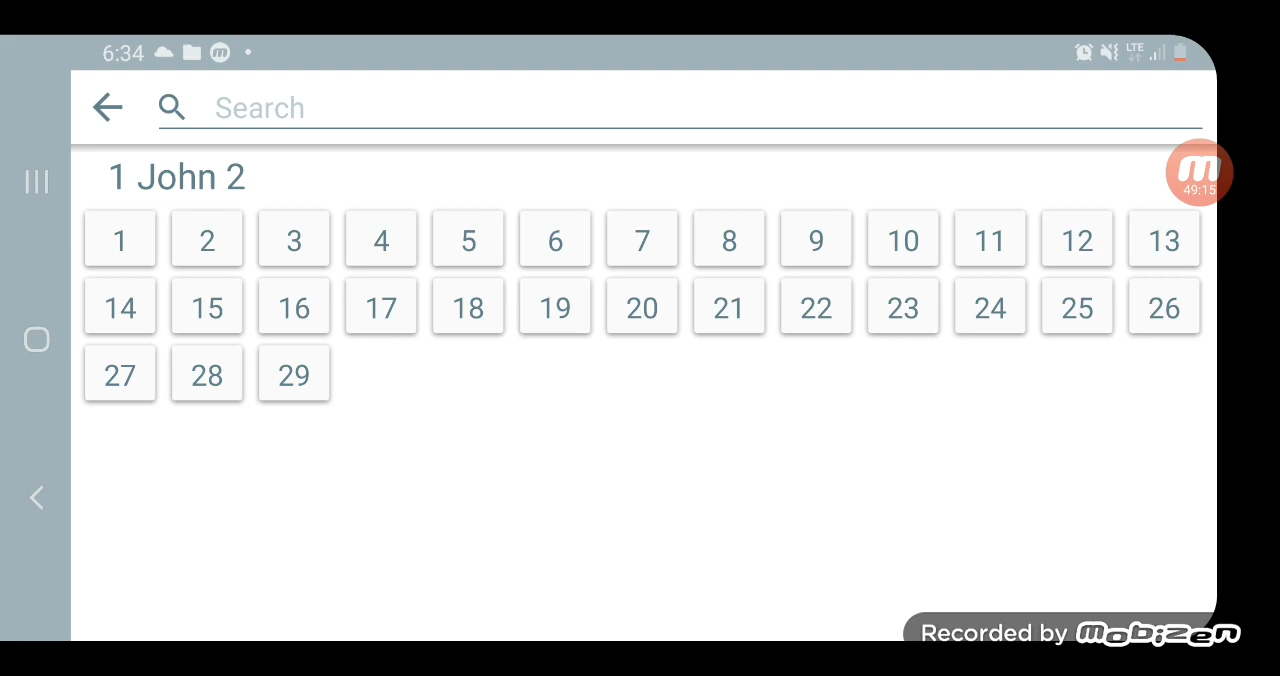 6:34 m LTE
Search
1 John 2
m
49:15
1 2 3 4 5 6 7 8 9 10 11 12 13
14 15 16 17 18 19 20 21 22 23 24 25 26
27 28 29
Recorded by mobizen